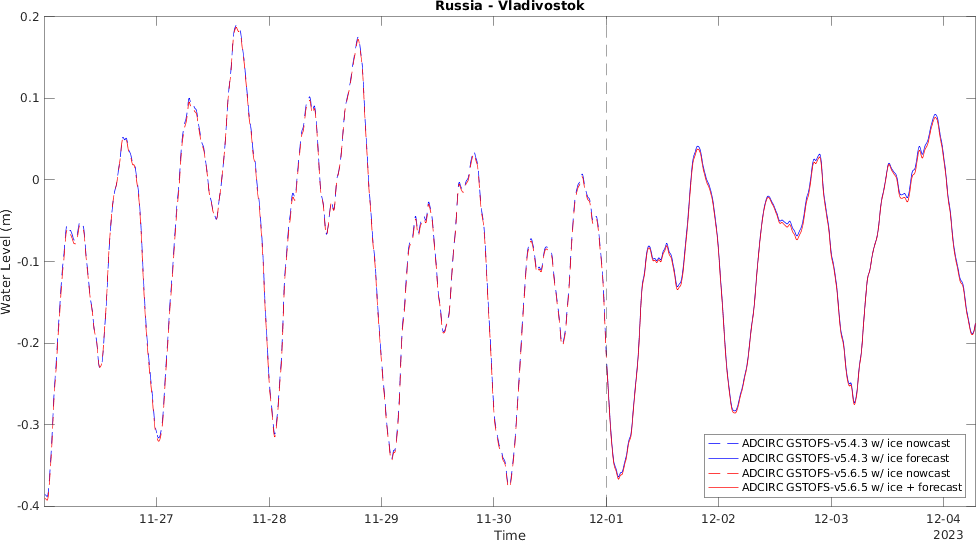 Russia - Vladivostok
0.2
0.1
0
-0.1
-0.2
-0.3
-0.4
Water Level (m)
11-27 11-28 11-29 11-30 12-01 12-02 12-03 12-04
Time
2023
ADCIRC GSTOFS-v5.4.3 w/ ice nowcast
ADCIRC GSTOFS-v5.4.3 w/ ice forecast
ADCIRC GSTOFS-v5.6.5 w/ ice nowcast
ADCIRC GSTOFS-v5.6.5 w/ ice + forecast